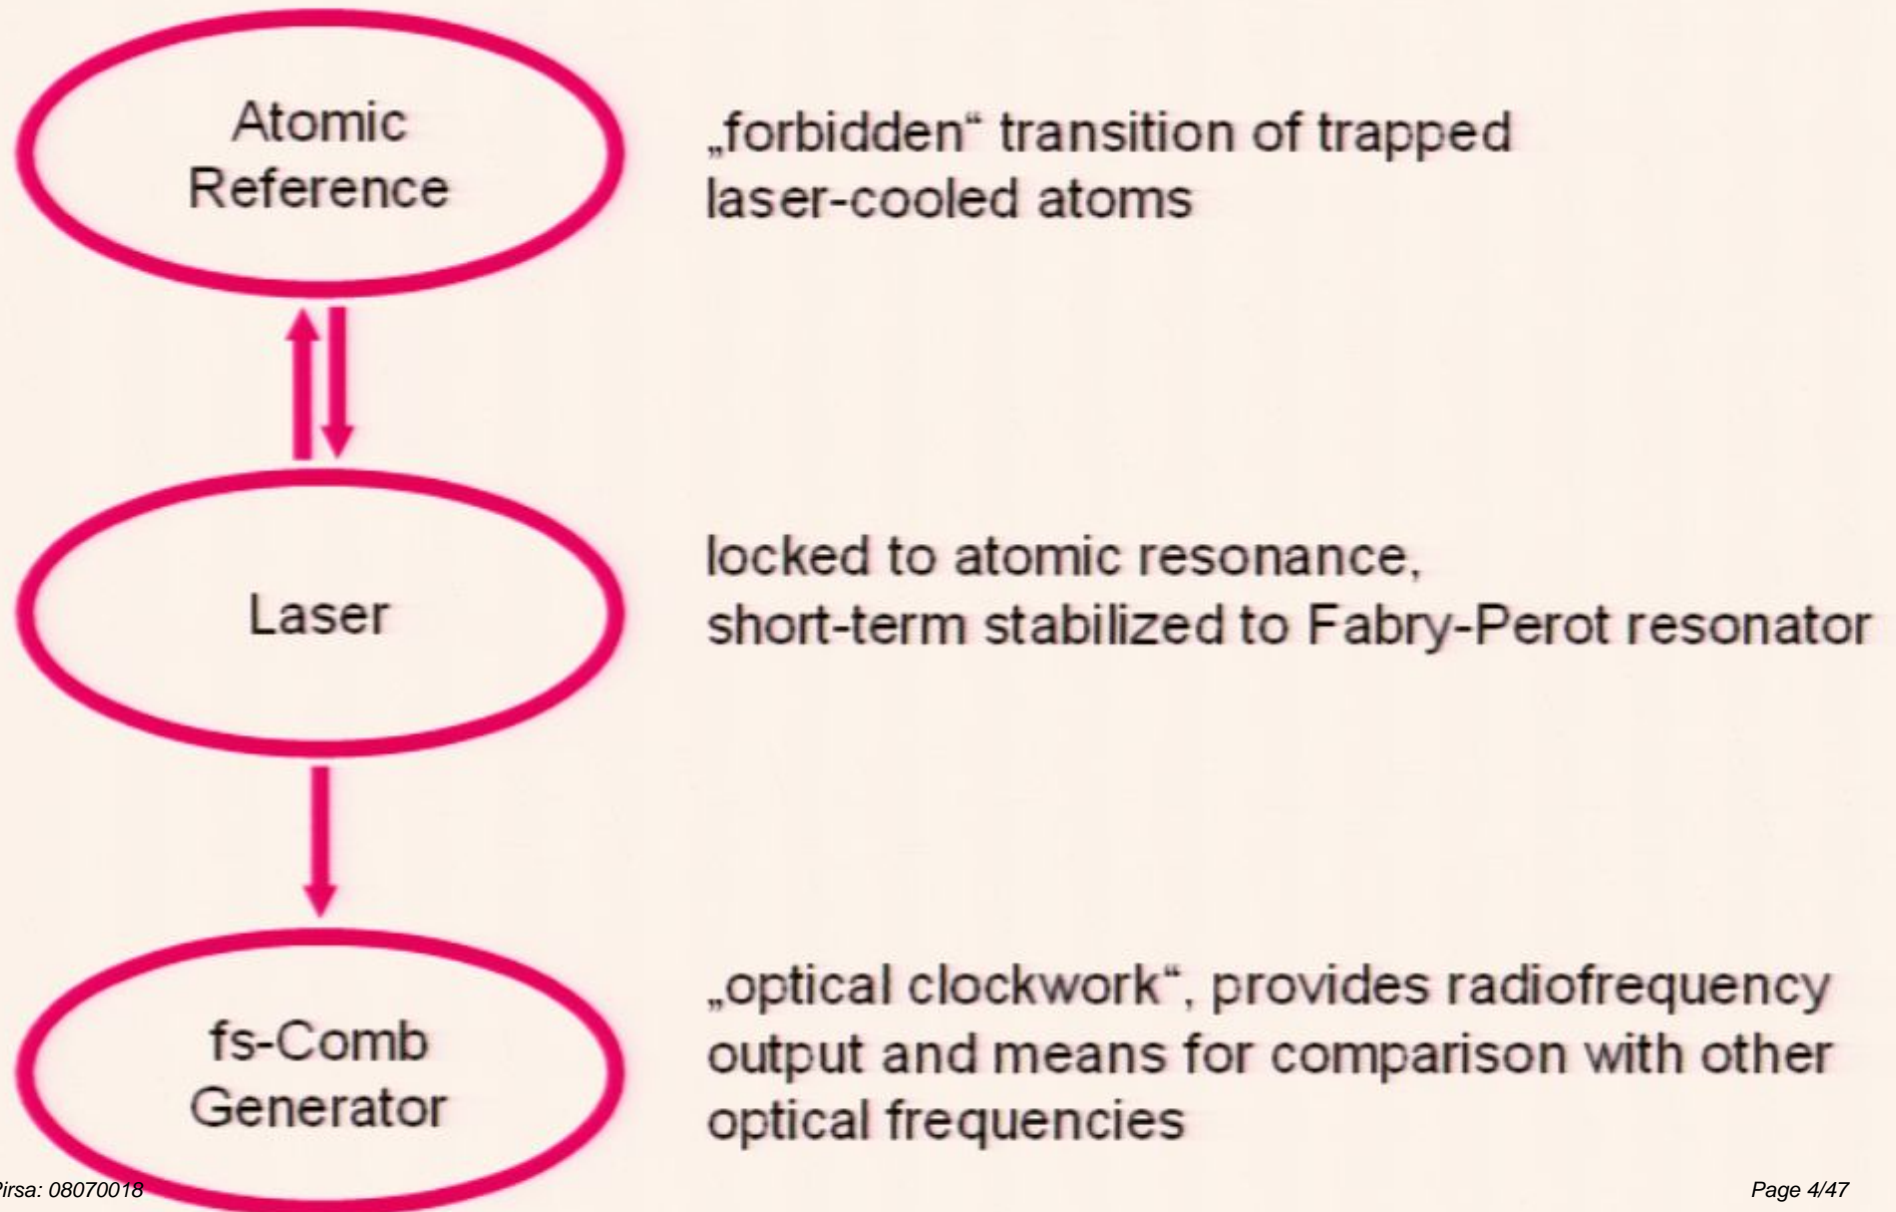 Atomic
Reference
„forbidden“ transition of trapped
laser-cooled atoms
Laser
locked to atomic resonance,
short-term stabilized to Fabry-Perot resonator
fs-Comb
Generator
„optical clockwork“, provides radiofrequency
output and means for comparison with other
optical frequencies
Pirsa: 08070018
Page 4/47